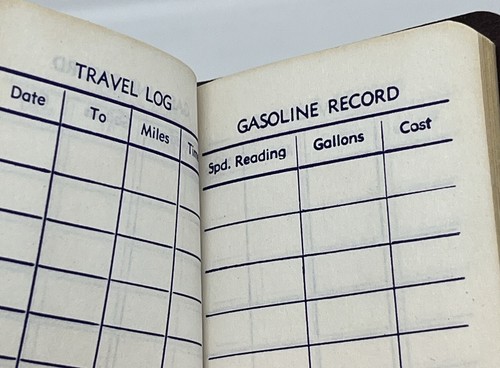 TRAVEL LOG
Date To Miles
GASOLINE RECORD
Spd. Reading Gallons Cost